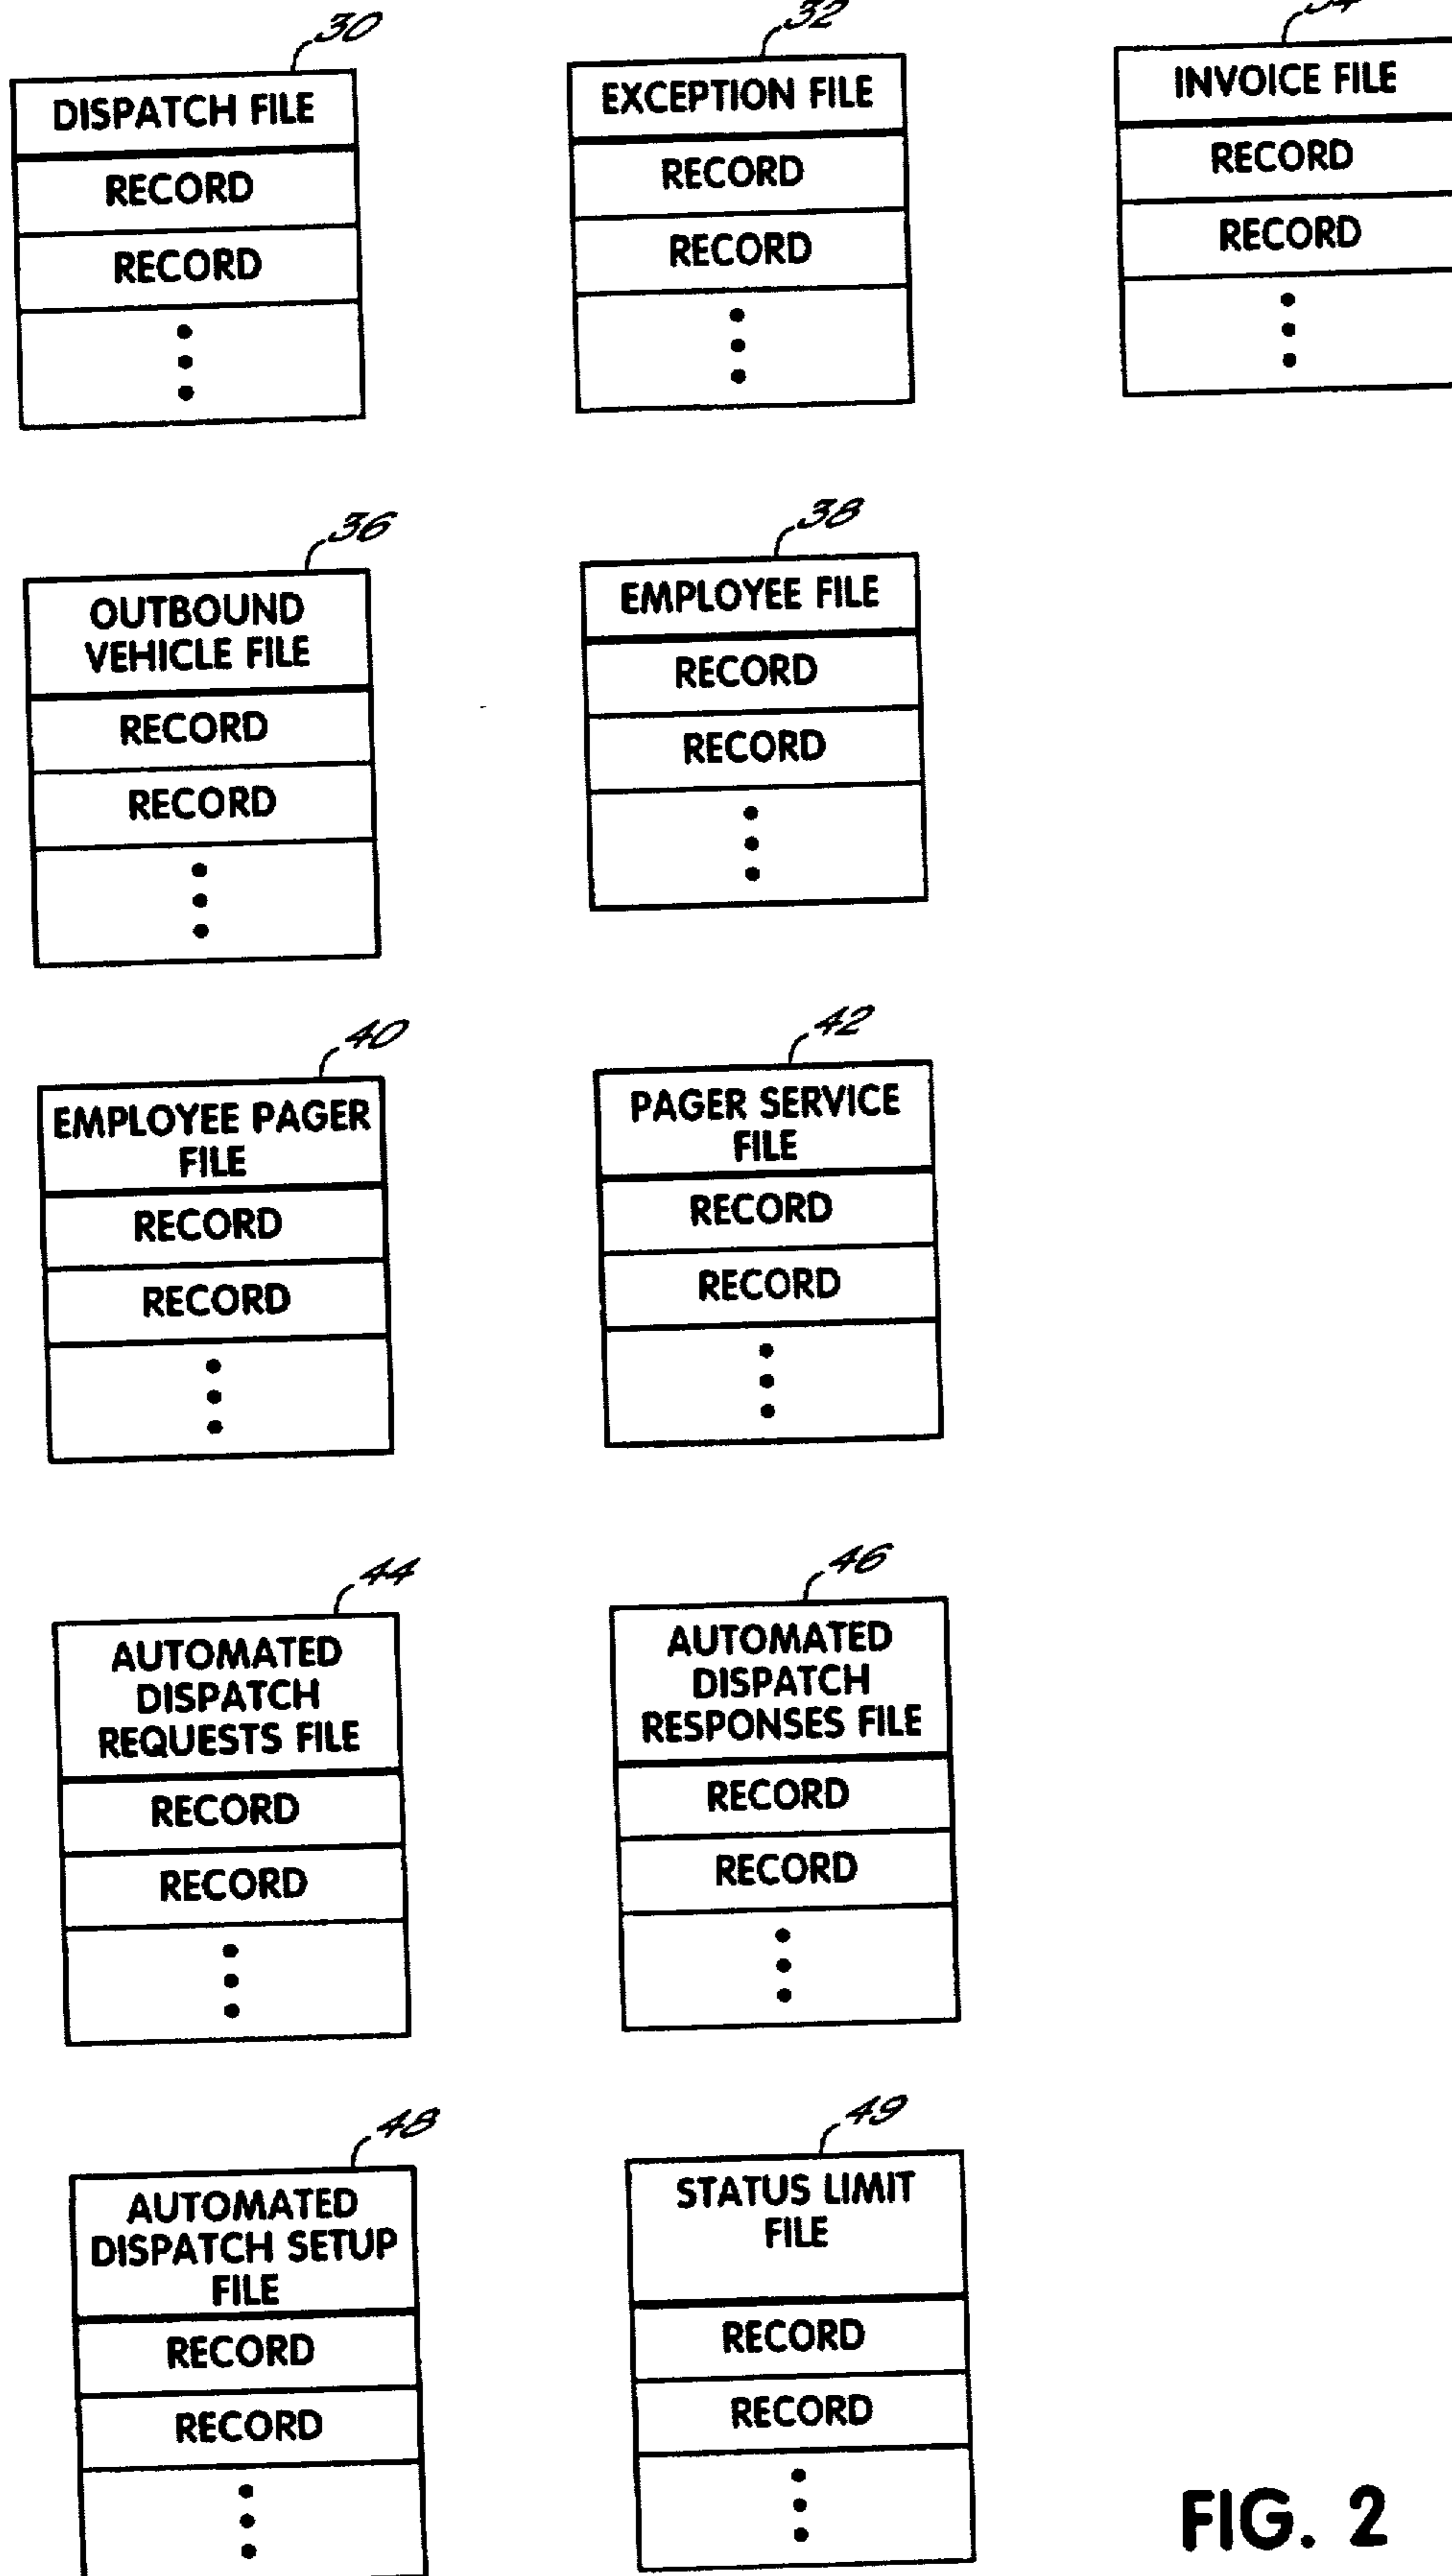 30
DISPATCH FILE
RECORD
RECORD
32
EXCEPTION FILE
RECORD
RECORD
34
INVOICE FILE
RECORD
RECORD
36
OUTBOUND
VEHICLE FILE
RECORD
RECORD
38
EMPLOYEE FILE
RECORD
RECORD
40
EMPLOYEE PAGER
FILE
RECORD
RECORD
42
PAGER SERVICE
FILE
RECORD
RECORD
44
AUTOMATED
DISPATCH
REQUESTS FILE
RECORD
RECORD
46
AUTOMATED
DISPATCH
RESPONSES FILE
RECORD
RECORD
48
AUTOMATED
DISPATCH SETUP
FILE
RECORD
RECORD
49
STATUS LIMIT
FILE
RECORD
RECORD
FIG. 2